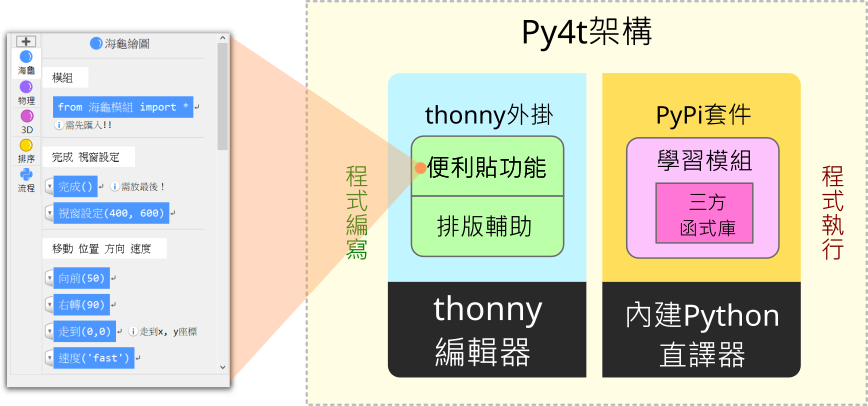 海龜繪圖
海龜
物理
3D
排序
流程
模組
from 海龜模組 import *
需先匯入!!
完成 視窗設定
完成()
需放最後！
視窗設定(400, 600)
移動 位置 方向 速度
向前(50)
右轉(90)
走到(0,0)
走到x, y座標
速度('fast')
Py4t架構
程式編寫
thonny外掛
便利貼功能
排版輔助
thonny
編輯器
PyPi套件
學習模組
三方
函式庫
內建Python
直譯器
程式執行